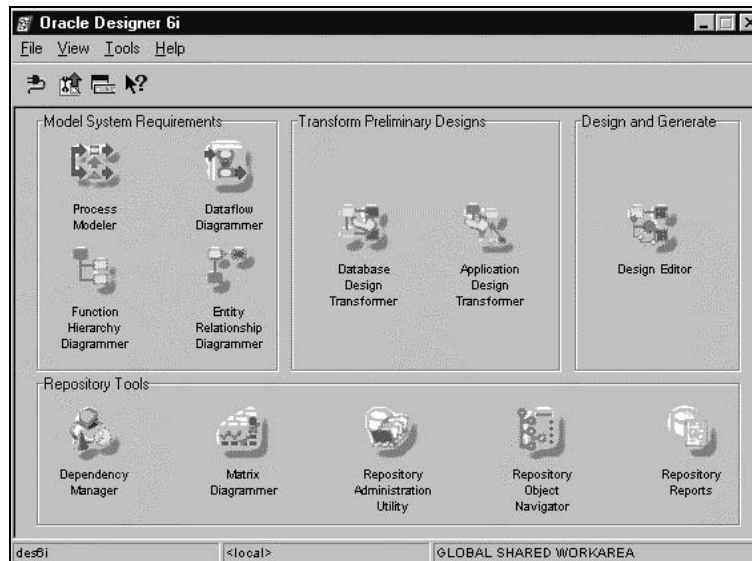 Oracle Designer 6i
File View Tools Help
Model System Requirements
Process
Modeler
Dataflow
Diagrammer
Function
Hierarchy
Diagrammer
Entity
Relationship
Diagrammer
Transform Preliminary Designs
Database
Design
Transformer
Application
Design
Transformer
Design and Generate
Design Editor
Repository Tools
Dependency
Manager
Matrix
Diagrammer
Repository
Administration
Utility
Repository
Object
Navigator
Repository
Reports
des6i <local> GLOBAL SHARED WORKAREA